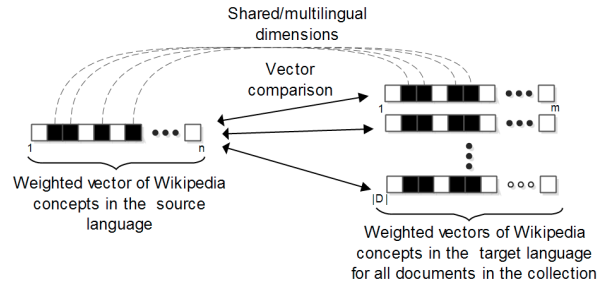 Shared/multilingual
dimensions
Vector
comparison
1
n
1
m
|D|
Weighted vector of Wikipedia
concepts in the source
language
Weighted vectors of Wikipedia
concepts in the target language
for all documents in the collection